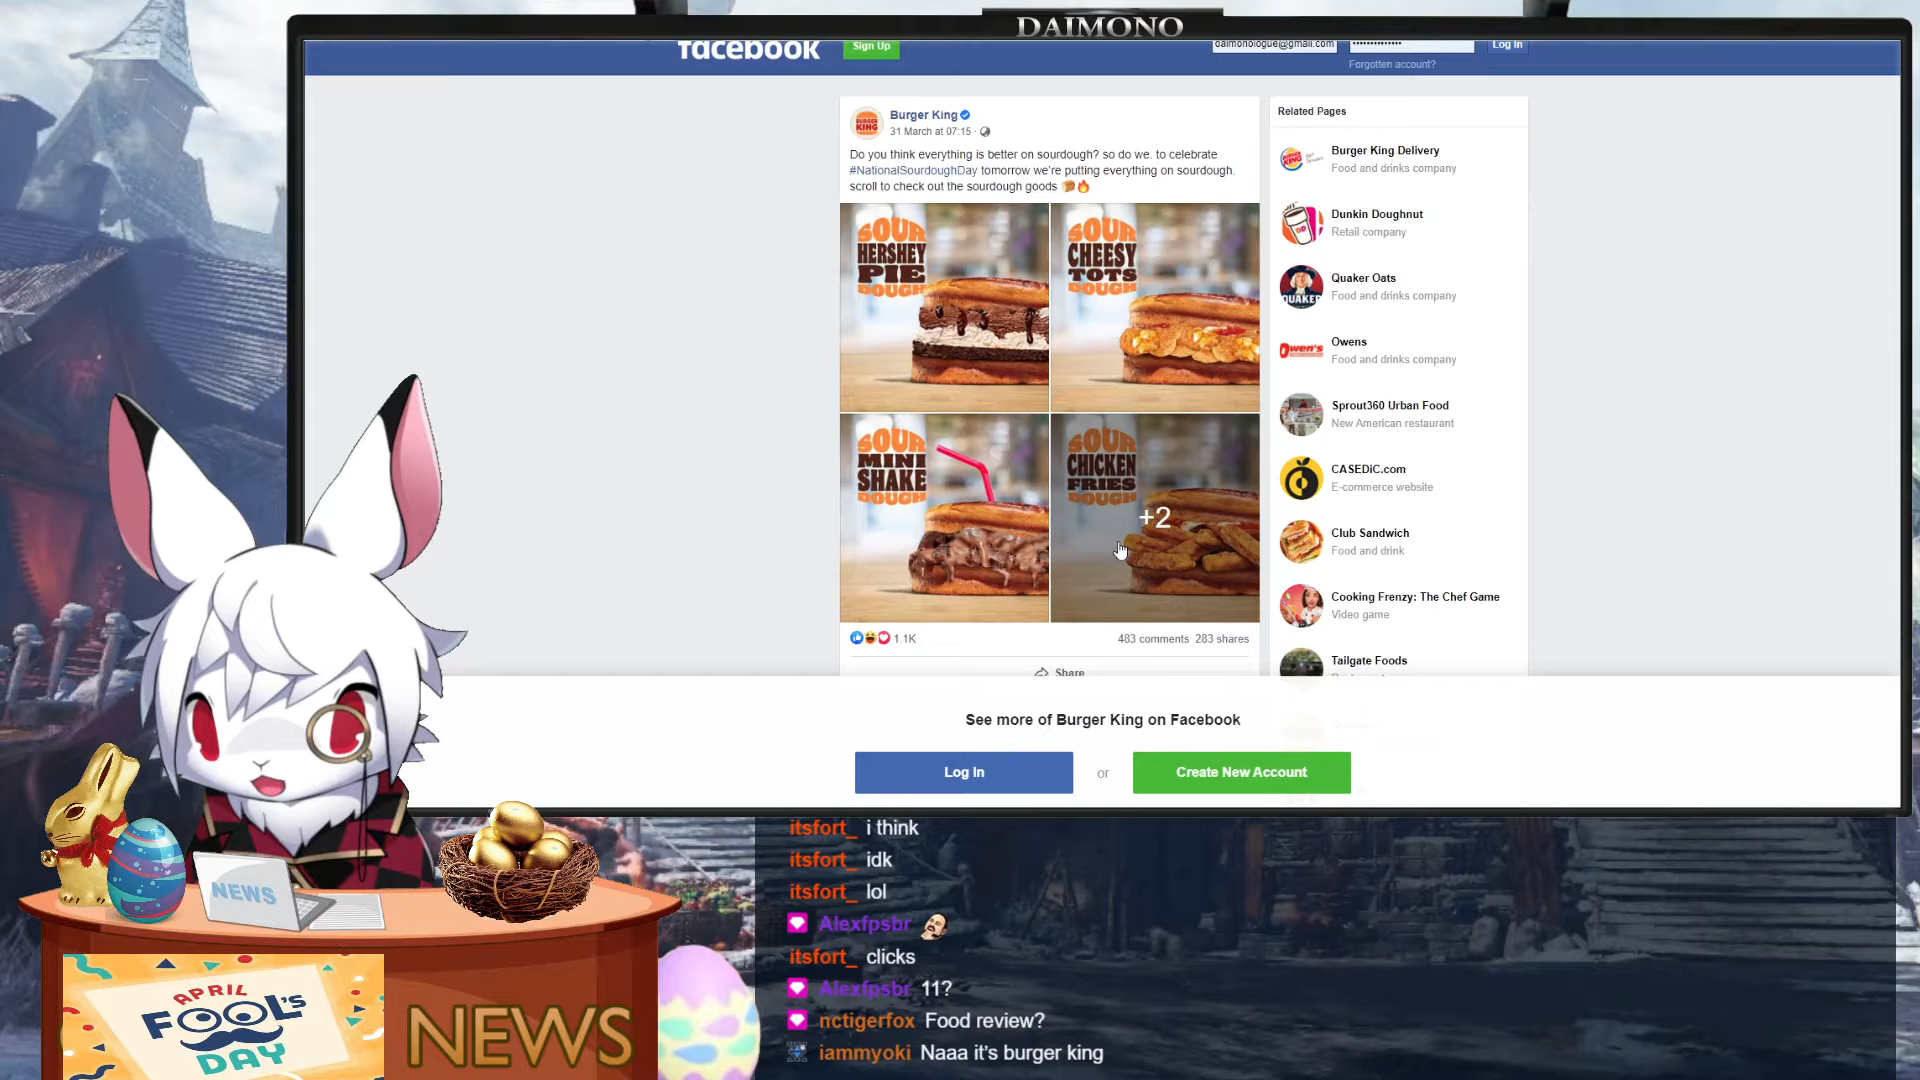 DAIMONO
facebook
Sign Up
daimonologue@gmail.com
Log In
Forgotten account?
Burger King
31 March at 07:15
Do you think everything is better on sourdough? so do we. to celebrate
#NationalSourdoughDay tomorrow we're putting everything on sourdough.
scroll to check out the sourdough goods
SOUR
HERSHEY
PIE
DOUGH
SOUR
CHEESY
TOTS
DOUGH
SOUR
MINI
SHAKE
DOUGH
SOUR
CHICKEN
FRIES
DOUGH
+2
1.1K
483 comments 283 shares
Share
Related Pages
Burger King Delivery
Food and drinks company
Dunkin Doughnut
Retail company
Quaker Oats
Food and drinks company
QUAKER
Owens
Food and drinks company
Owen's
Sprout360 Urban Food
New American restaurant
CASEDiC.com
E-commerce website
Club Sandwich
Food and drink
Cooking Frenzy: The Chef Game
Video game
Tailgate Foods
See more of Burger King on Facebook
Log In
or
Create New Account
itsfort_ i think
itsfort_ idk
itsfort_ lol
Alexfpsbr
itsfort_ clicks
Alexfpsbr 11?
nctigerfox Food review?
iammyoki Naaa it's burger king
NEWS
APRIL
FOOL'S
DAY
NEWS